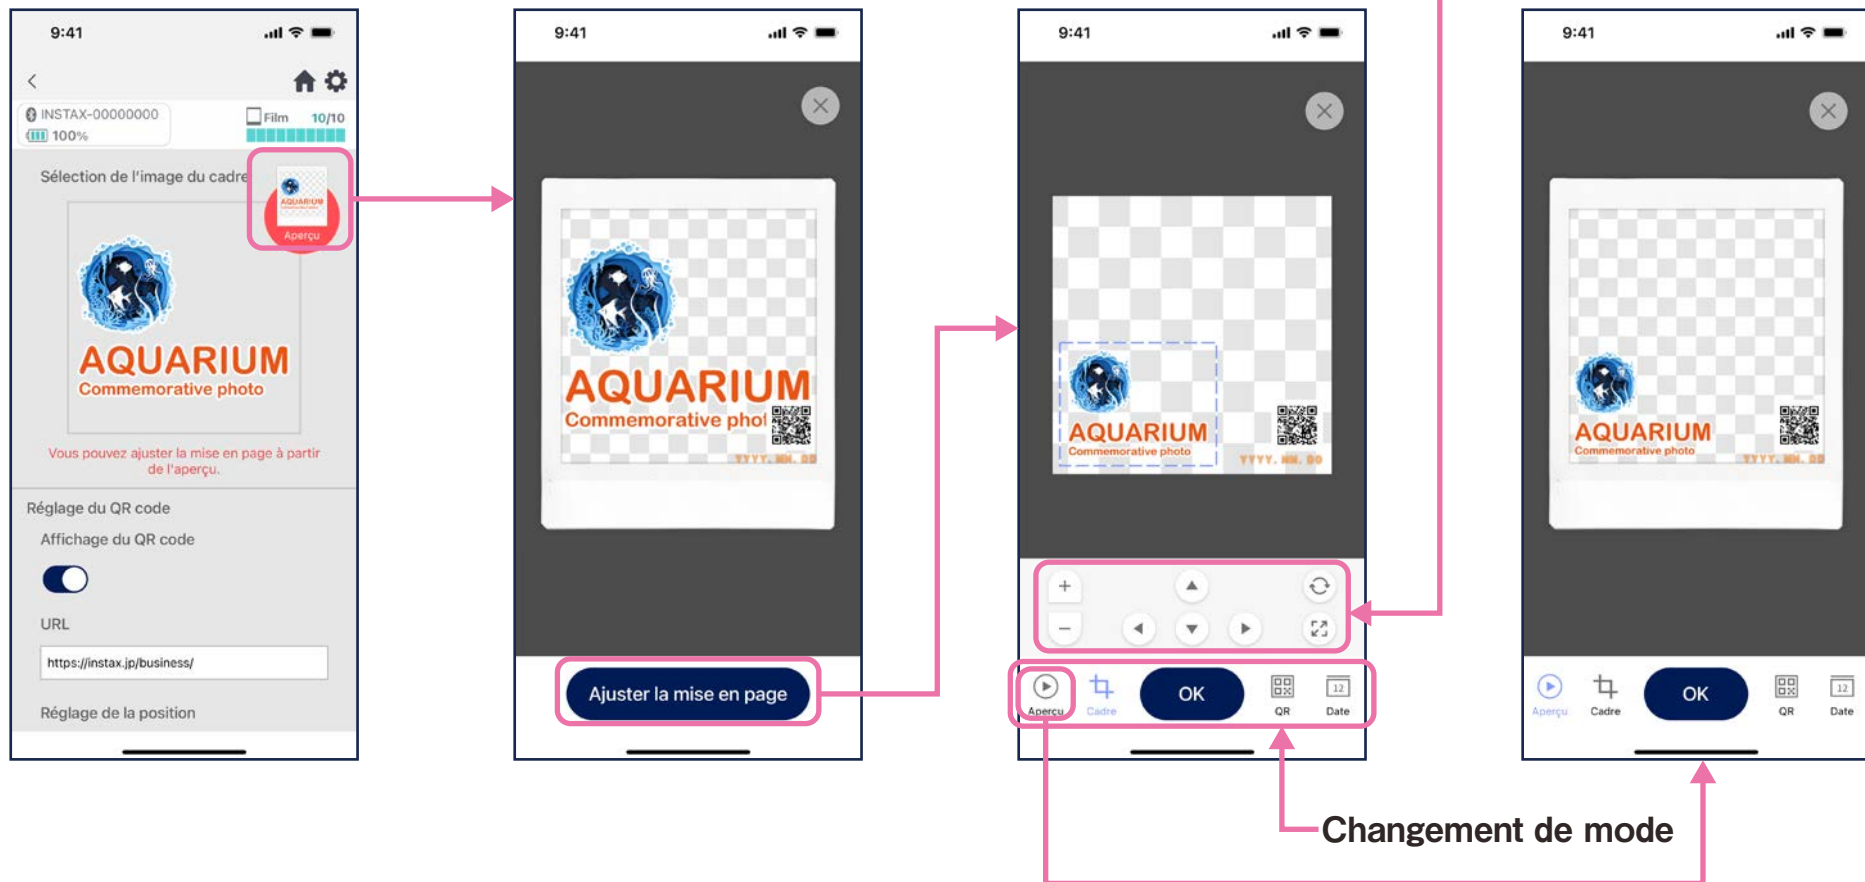 9:41
INSTAX-00000000
100%
Film 10/10
Sélection de l'image du cadre
AQUARIUM
Aperçu
AQUARIUM
Commemorative photo
Vous pouvez ajuster la mise en page à partir
de l'aperçu.
Réglage du QR code
Affichage du QR code
URL
https://instax.jp/business/
Réglage de la position
9:41
AQUARIUM
Commemorative phot
YYYY. MM. DD
Ajuster la mise en page
9:41
AQUARIUM
Commemorative photo
YYYY. MM. DD
Aperçu
Cadre
OK
QR
12
Date
9:41
AQUARIUM
Commemorative photo
YYYY. MM. DD
Aperçu
Cadre
OK
QR
12
Date
Changement de mode